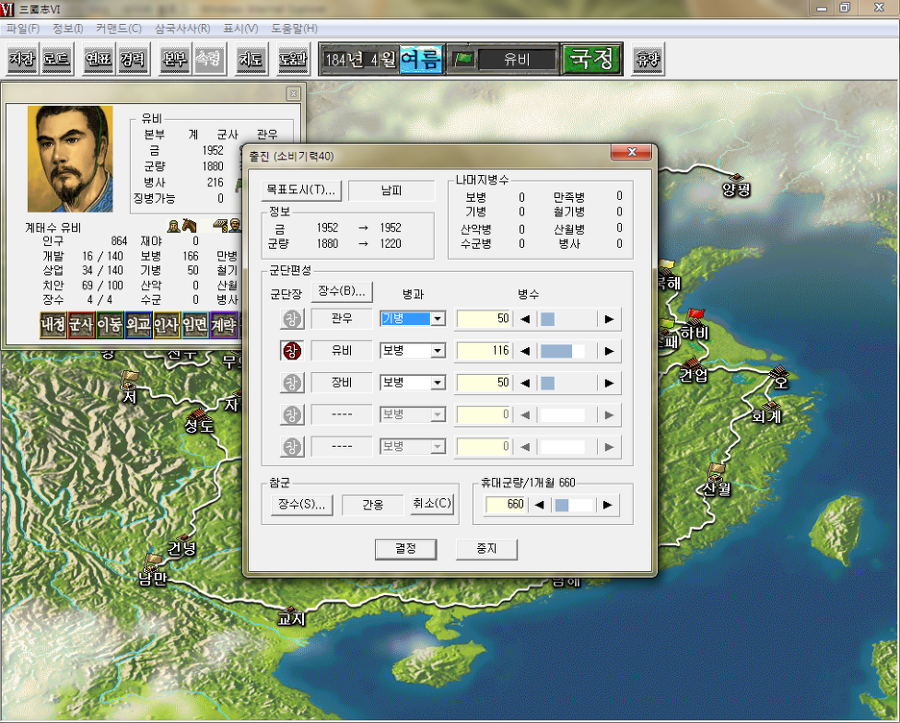 三國志VI
파일(F) 정보(I) 커맨드(C) 삼국사사(R) 표시(V) 도움말(H)
저장 로드 연표 경력 본부 속령 지도 도움말 184년 4월 여름 유비 국정 휴양
유비
본부 계 군사 관우
금 1952
군량 1880
병사 216
징병가능 0
계태수 유비
인구 864 재야 0
개발 16 / 140 보병 166 만병
상업 34 / 140 기병 50 철기
치안 69 / 100 산악 0 산월
장수 4 / 4 수군 0 병사
내정 군사 이동 외교 인사 임면 계략
출진 (소비기력40)
목표도시(T)... 남피
정보
금 1952 → 1952
군량 1880 → 1220
나머지병수
보병 0 만족병 0
기병 0 철기병 0
산악병 0 산월병 0
수군병 0 병사 0
군단편성
군단장 장수(B)... 병과 병수
장 관우 기병 50
장 유비 보병 116
장 장비 보병 50
장 ---- 보병 0
장 ---- 보병 0
참군
장수(S)... 간옹 취소(C)
휴대군량/1개월 660
660
결정 중지
양평
북해
하비
건업
오
회계
산월
저
자
성도
건녕
남만
교지
남해